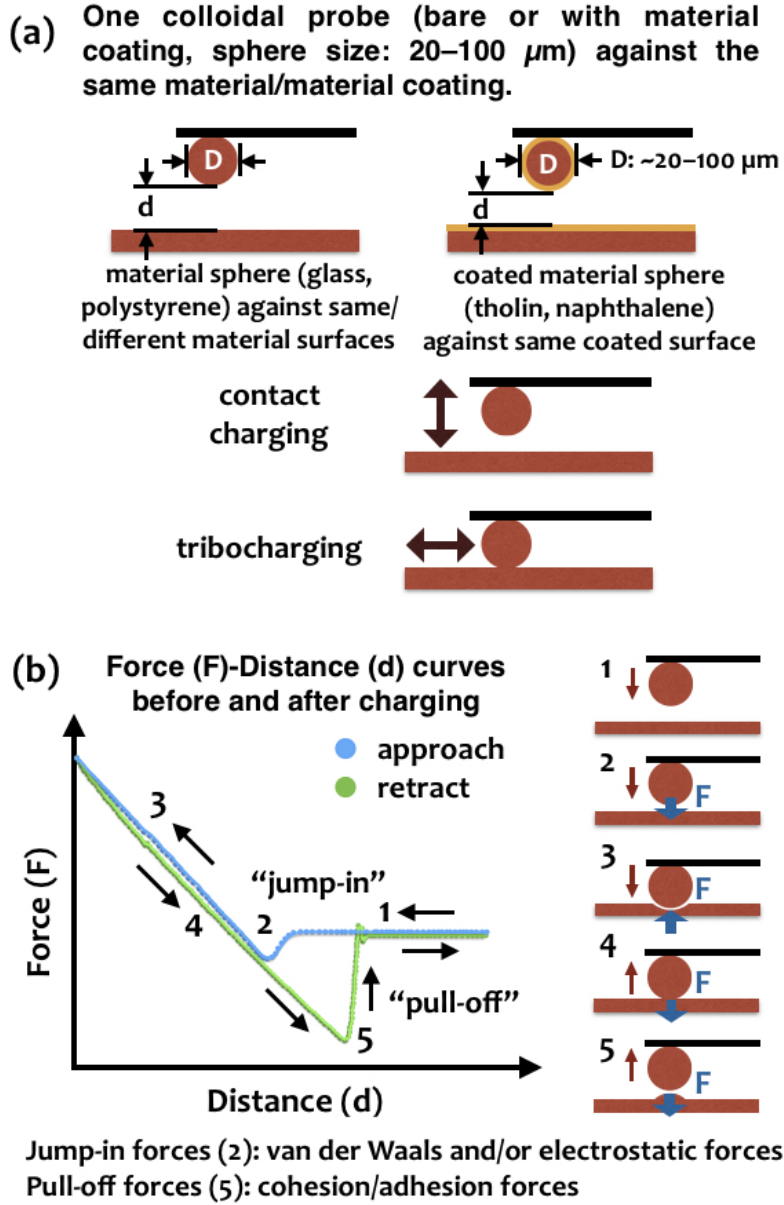 (a)
One colloidal probe (bare or with material
coating, sphere size: 20–100 µm) against the
same material/material coating.
D
d
D
D: ~20–100 µm
d
material sphere (glass,
polystyrene) against same/
different material surfaces
coated material sphere
(tholin, naphthalene)
against same coated surface
contact
charging
tribocharging
(b)
Force (F)-Distance (d) curves
before and after charging
approach
retract
Force (F)
3
4
"jump-in"
2
1
"pull-off"
5
Distance (d)
1
2
F
3
F
4
F
5
F
Jump-in forces (2): van der Waals and/or electrostatic forces
Pull-off forces (5): cohesion/adhesion forces